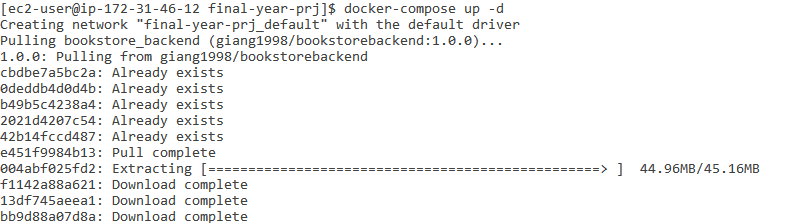 [ec2-user@ip-172-31-46-12 final-year-prj]$ docker-compose up -d
Creating network "final-year-prj_default" with the default driver
Pulling bookstore_backend (giang1998/bookstorebackend:1.0.0)...
1.0.0: Pulling from giang1998/bookstorebackend
cbdbe7a5bc2a: Already exists
0deddb4d0d4b: Already exists
b49b5c4238a4: Already exists
2021d4207c54: Already exists
42b14fccd487: Already exists
e451f9984b13: Pull complete
004abf025fd2: Extracting [=================================================> ]  44.96MB/45.16MB
f1142a88a621: Download complete
13df745aeea1: Download complete
bb9d88a07d8a: Download complete